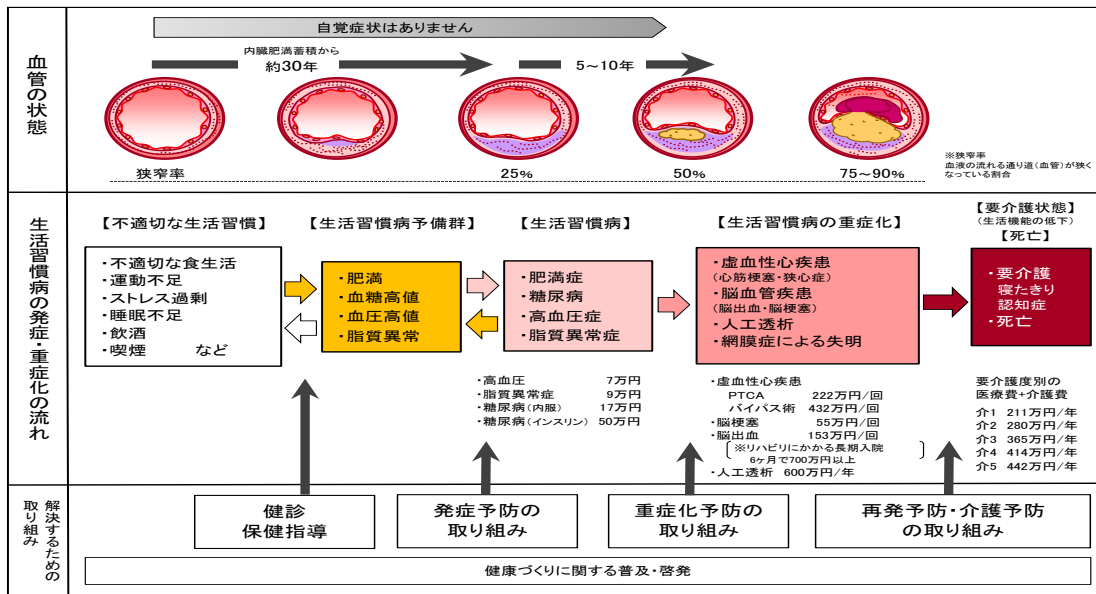 血管の状態
自覚症状はありません
内臓肥満蓄積から
約30年
5～10年
狭窄率
25%
50%
75～90%
※狭窄率
血液の流れる通り道(血管)が狭く
なっている割合
生活習慣病の発症・重症化の流れ
【不適切な生活習慣】
・不適切な食生活
・運動不足
・ストレス過剰
・睡眠不足
・飲酒
・喫煙 など
【生活習慣病予備群】
・肥満
・血糖高値
・血圧高値
・脂質異常
【生活習慣病】
・肥満症
・糖尿病
・高血圧症
・脂質異常症
【生活習慣病の重症化】
・虚血性心疾患
(心筋梗塞・狭心症)
・脳血管疾患
(脳出血・脳梗塞)
・人工透析
・網膜症による失明
【要介護状態】
(生活機能の低下)
【死亡】
・要介護
寝たきり
認知症
・死亡
・高血圧 7万円
・脂質異常症 9万円
・糖尿病(内服) 17万円
・糖尿病(インスリン) 50万円
・虚血性心疾患
PTCA 222万円/回
バイパス術 432万円/回
・脳梗塞 55万円/回
・脳出血 153万円/回
※リハビリにかかる長期入院
6ヶ月で700万円以上
・人工透析 600万円/年
要介護度別の
医療費+介護費
介1 211万円/年
介2 280万円/年
介3 365万円/年
介4 414万円/年
介5 442万円/年
解決するための
取り組み
健診
保健指導
発症予防の
取り組み
重症化予防の
取り組み
再発予防・介護予防
の取り組み
健康づくりに関する普及・啓発